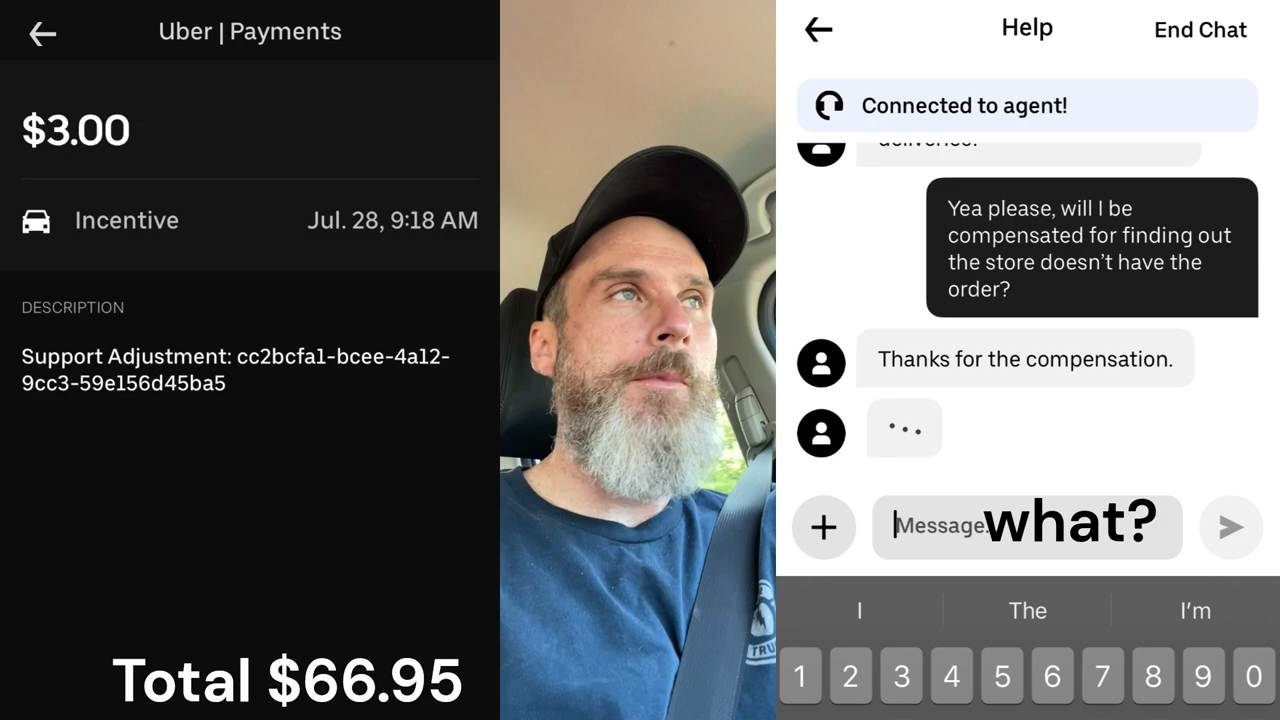 Uber | Payments
$3.00
Incentive
Jul. 28, 9:18 AM
DESCRIPTION
Support Adjustment: cc2bcfa1-bcee-4a12-
9cc3-59e156d45ba5
Total $66.95
TRU
Help
End Chat
Connected to agent!
deliveries.
Yea please, will I be
compensated for finding out
the store doesn't have the
order?
Thanks for the compensation.
Message.
what?
I
The
I'm
1 2 3 4 5 6 7 8 9 0